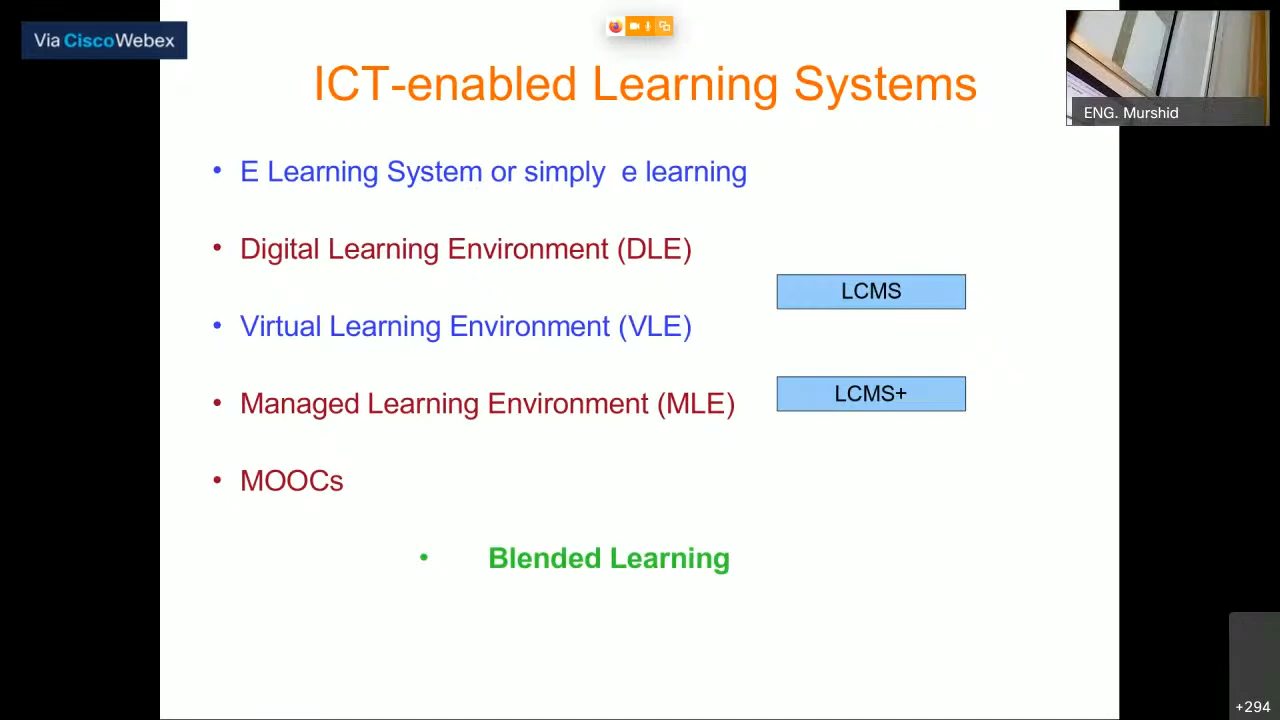 Via CiscoWebex
ICT-enabled Learning Systems
ENG. Murshid
• E Learning System or simply e learning
• Digital Learning Environment (DLE)
LCMS
• Virtual Learning Environment (VLE)
• Managed Learning Environment (MLE)
LCMS+
• MOOCs
• Blended Learning
+294